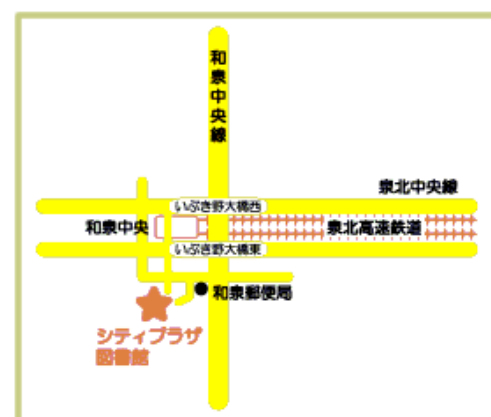 和泉中央線
泉北中央線
いぶき野大橋西
和泉中央
泉北高速鉄道
いぶき野大橋東
和泉郵便局
シティプラザ
図書館